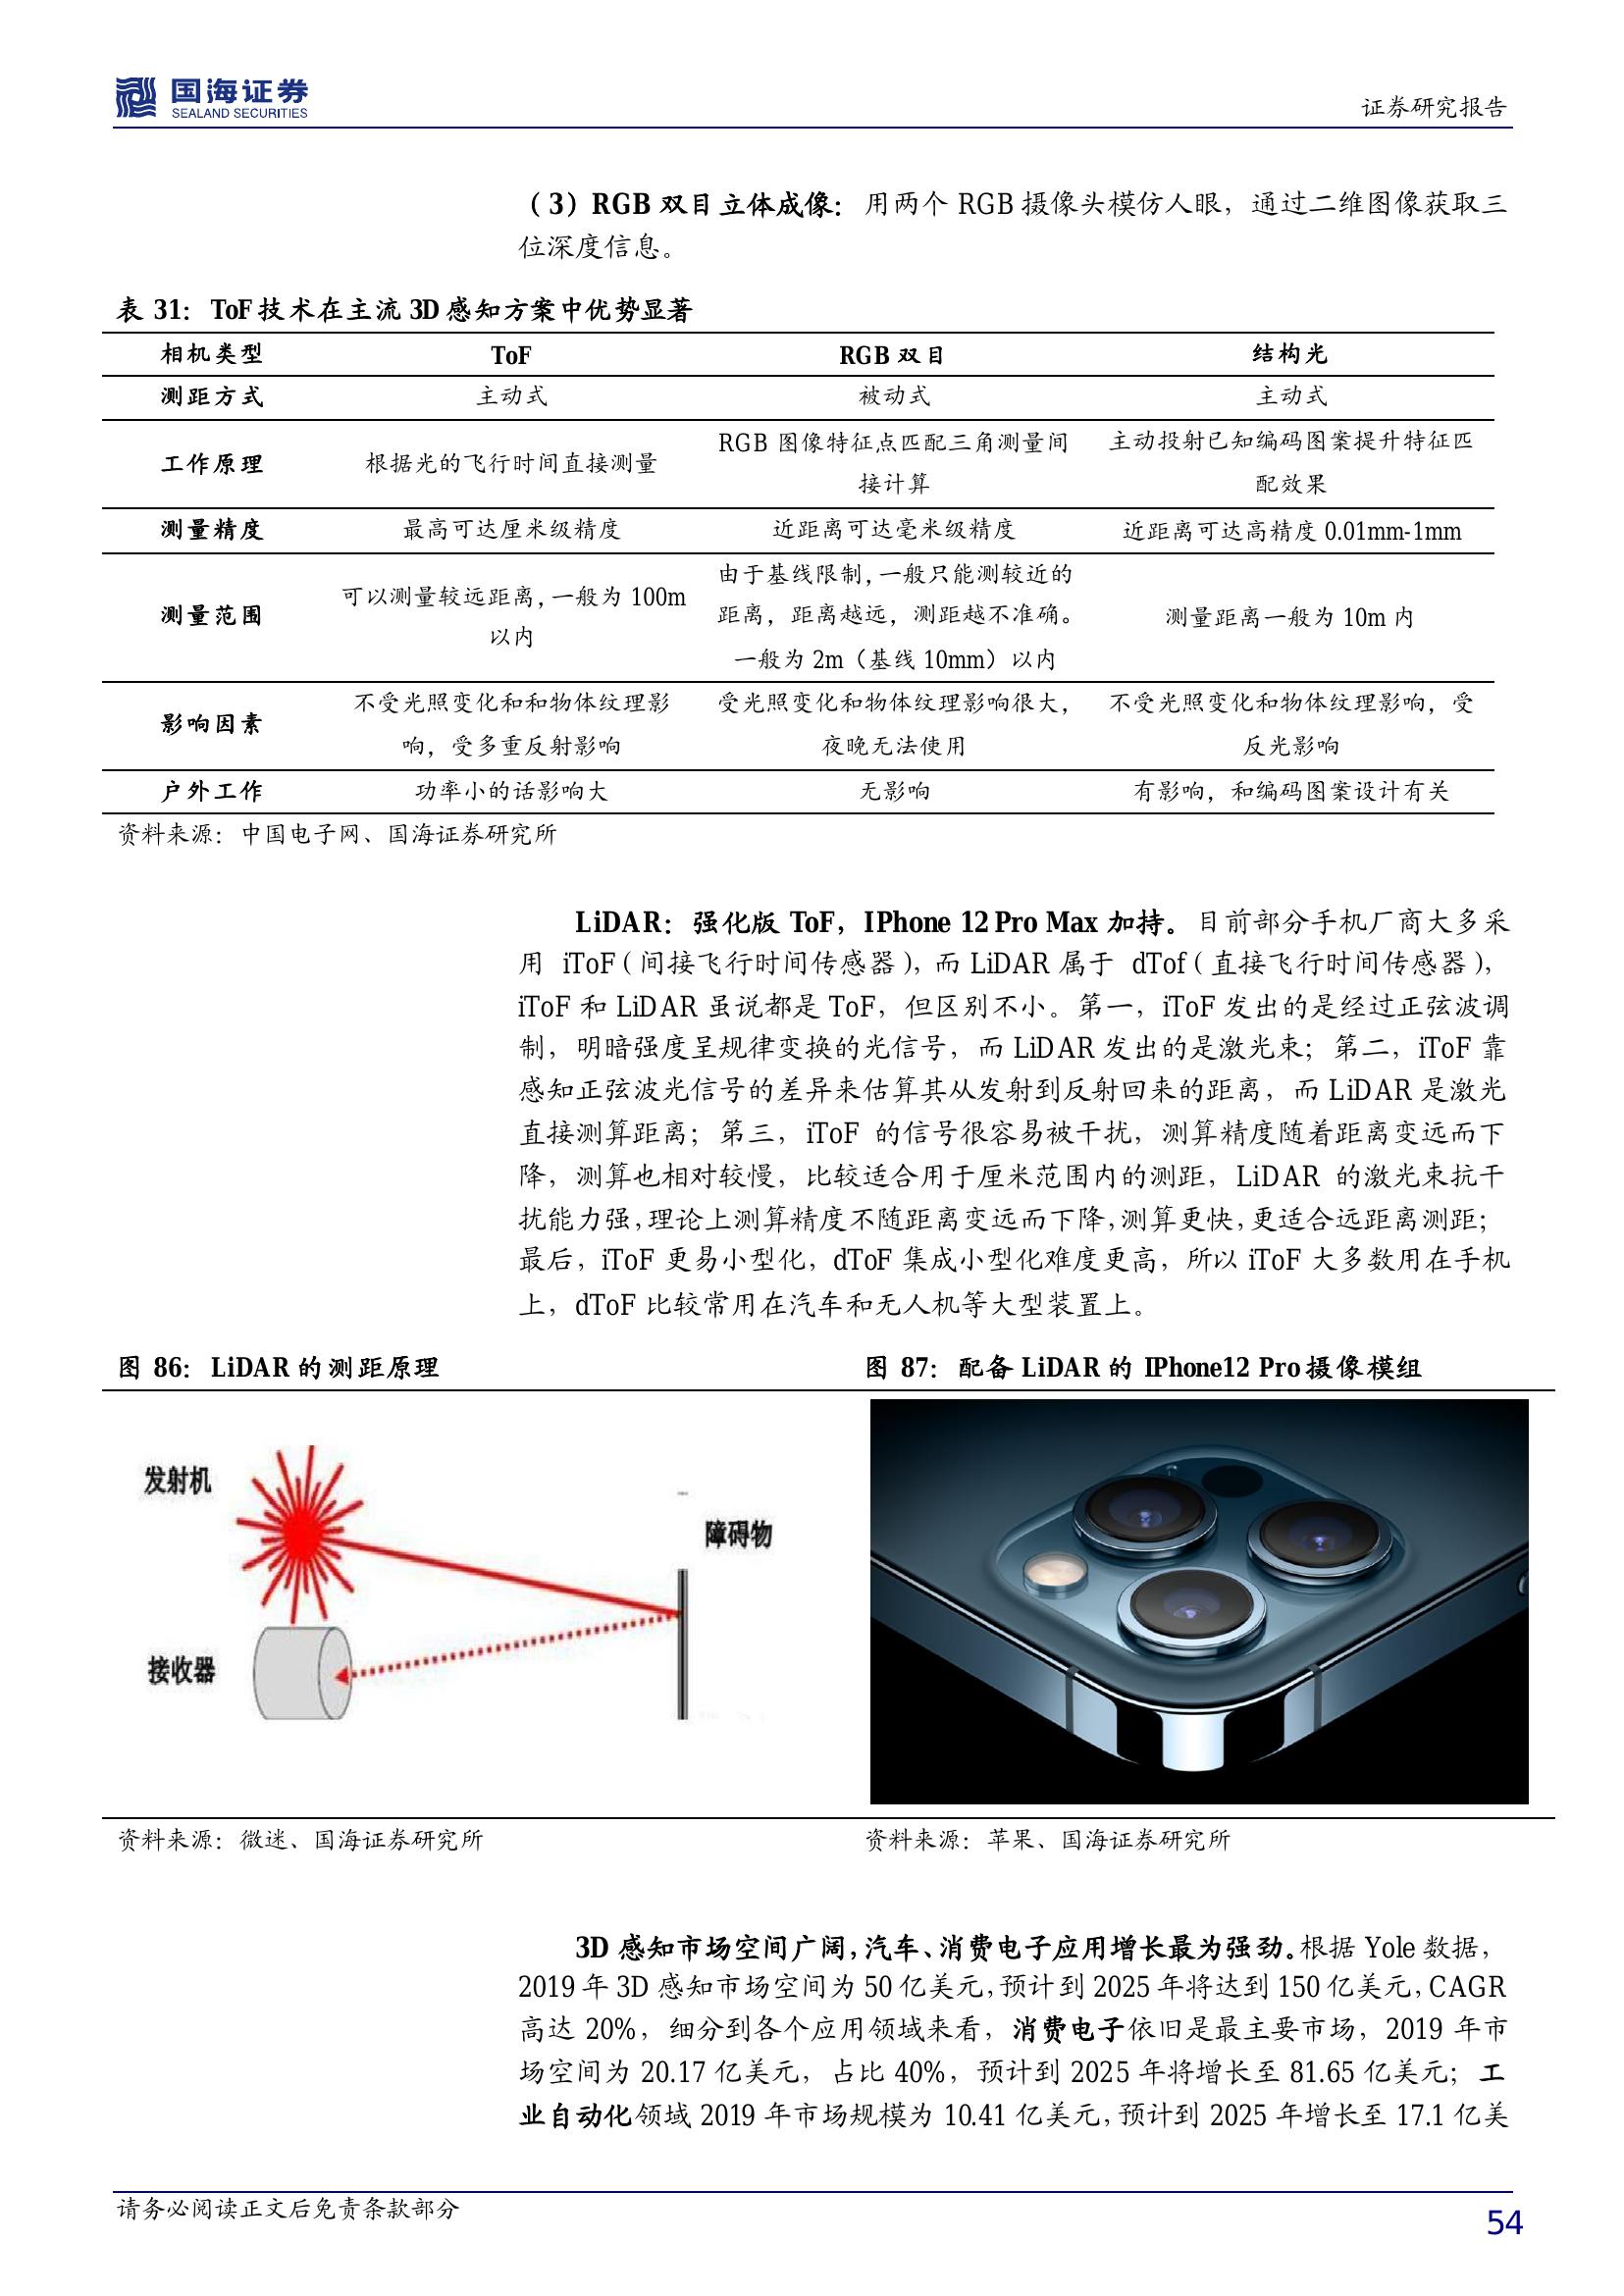 国海证券
SEALAND SECURITIES
证券研究报告
（3）RGB 双目立体成像：用两个 RGB 摄像头模仿人眼，通过二维图像获取三
位深度信息。
表 31：ToF 技术在主流 3D 感知方案中优势显著
相机类型 ToF RGB 双目 结构光
测距方式 主动式 被动式 主动式
工作原理 根据光的飞行时间直接测量 RGB 图像特征点匹配三角测量间 主动投射已知编码图案提升特征匹
接计算 配效果
测量精度 最高可达厘米级精度 近距离可达毫米级精度 近距离可达高精度 0.01mm-1mm
测量范围 可以测量较远距离，一般为 100m 由于基线限制，一般只能测较近的 测量距离一般为 10m 内
以内 距离，距离越远，测距越不准确。
一般为 2m（基线 10mm）以内
影响因素 不受光照变化和和物体纹理影 受光照变化和物体纹理影响很大， 不受光照变化和物体纹理影响，受
响，受多重反射影响 夜晚无法使用 反光影响
户外工作 功率小的话影响大 无影响 有影响，和编码图案设计有关
资料来源：中国电子网、国海证券研究所
LiDAR：强化版 ToF，IPhone 12 Pro Max 加持。目前部分手机厂商大多采
用 iToF（间接飞行时间传感器），而 LiDAR 属于 dTof（直接飞行时间传感器），
iToF 和 LiDAR 虽说都是 ToF，但区别不小。第一，iToF 发出的是经过正弦波调
制，明暗强度呈规律变换的光信号，而 LiDAR 发出的是激光束；第二，iToF 靠
感知正弦波光信号的差异来估算其从发射到反射回来的距离，而 LiDAR 是激光
直接测算距离；第三，iToF 的信号很容易被干扰，测算精度随着距离变远而下
降，测算也相对较慢，比较适合用于厘米范围内的测距，LiDAR 的激光束抗干
扰能力强，理论上测算精度不随距离变远而下降，测算更快，更适合远距离测距；
最后，iToF 更易小型化，dToF 集成小型化难度更高，所以 iToF 大多数用在手机
上，dToF 比较常用在汽车和无人机等大型装置上。
图 86：LiDAR 的测距原理
图 87：配备 LiDAR 的 IPhone12 Pro 摄像模组
发射机
障碍物
接收器
资料来源：微迷、国海证券研究所
资料来源：苹果、国海证券研究所
3D 感知市场空间广阔，汽车、消费电子应用增长最为强劲。根据 Yole 数据，
2019 年 3D 感知市场空间为 50 亿美元，预计到 2025 年将达到 150 亿美元，CAGR
高达 20%，细分到各个应用领域来看，消费电子依旧是最主要市场，2019 年市
场空间为 20.17 亿美元，占比 40%，预计到 2025 年将增长至 81.65 亿美元；工
业自动化领域 2019 年市场规模为 10.41 亿美元，预计到 2025 年增长至 17.1 亿美
请务必阅读正文后免责条款部分
54